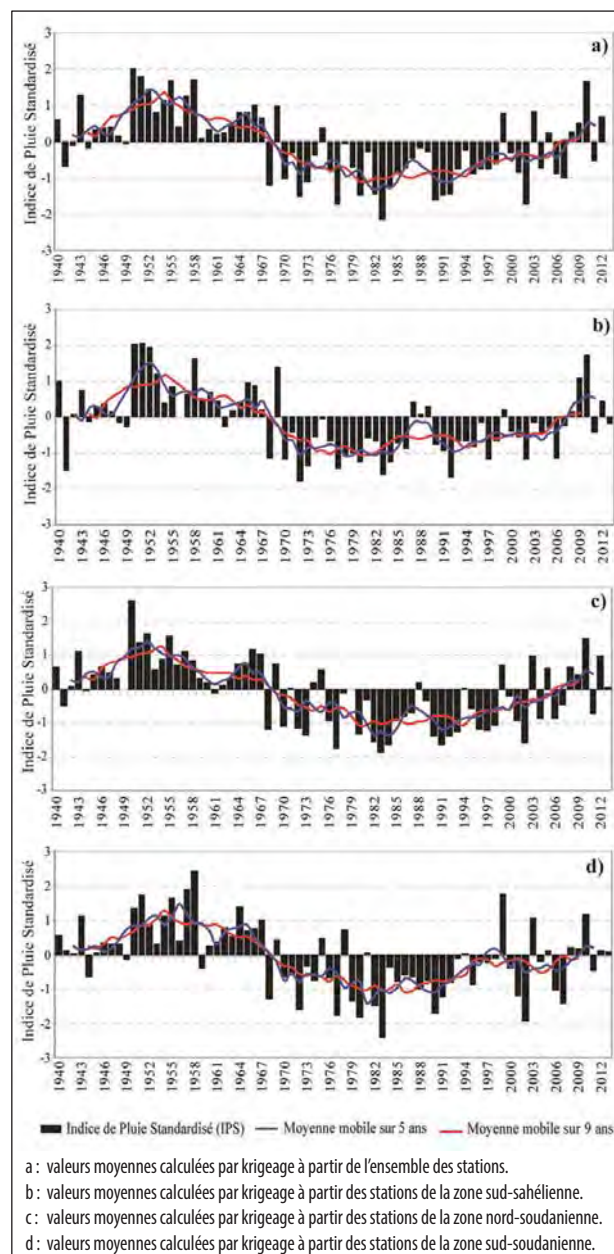 a)
Indice de Pluie Standardisé
3
2
1
0
-1
-2
-3
1940 1943 1946 1949 1952 1955 1958 1961 1964 1967 1970 1973 1976 1979 1982 1985 1988 1991 1994 1997 2000 2003 2006 2009 2012
b)
Indice de Pluie Standardisé
3
2
1
0
-1
-2
-3
1940 1943 1946 1949 1952 1955 1958 1961 1964 1967 1970 1973 1976 1979 1982 1985 1988 1991 1994 1997 2000 2003 2006 2009 2012
c)
Indice de Pluie Standardisé
3
2
1
0
-1
-2
-3
1940 1943 1946 1949 1952 1955 1958 1961 1964 1967 1970 1973 1976 1979 1982 1985 1988 1991 1994 1997 2000 2003 2006 2009 2012
d)
Indice de Pluie Standardisé
3
2
1
0
-1
-2
-3
1940 1943 1946 1949 1952 1955 1958 1961 1964 1967 1970 1973 1976 1979 1982 1985 1988 1991 1994 1997 2000 2003 2006 2009 2012
Indice de Pluie Standardisé (IPS) Moyenne mobile sur 5 ans Moyenne mobile sur 9 ans
a : valeurs moyennes calculées par krigeage à partir de l'ensemble des stations.
b : valeurs moyennes calculées par krigeage à partir des stations de la zone sud-sahélienne.
c : valeurs moyennes calculées par krigeage à partir des stations de la zone nord-soudanienne.
d : valeurs moyennes calculées par krigeage à partir des stations de la zone sud-soudanienne.